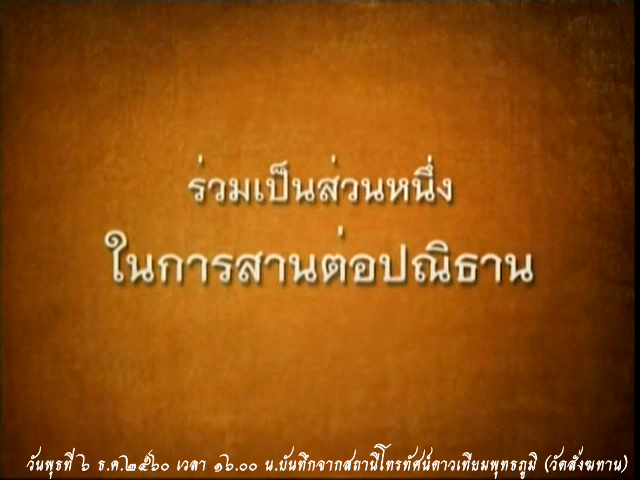 ร่วมเป็นส่วนหนึ่ง
ในการสานต่อปณิธาน
วันพุธที่ ๖ ธ.ค.๒๕๖๐ เวลา ๑๖.๐๐ น.บันทึกจากสถานีโทรทัศน์ดาวเทียมพุทธภูมิ (วัดสังฆทาน)